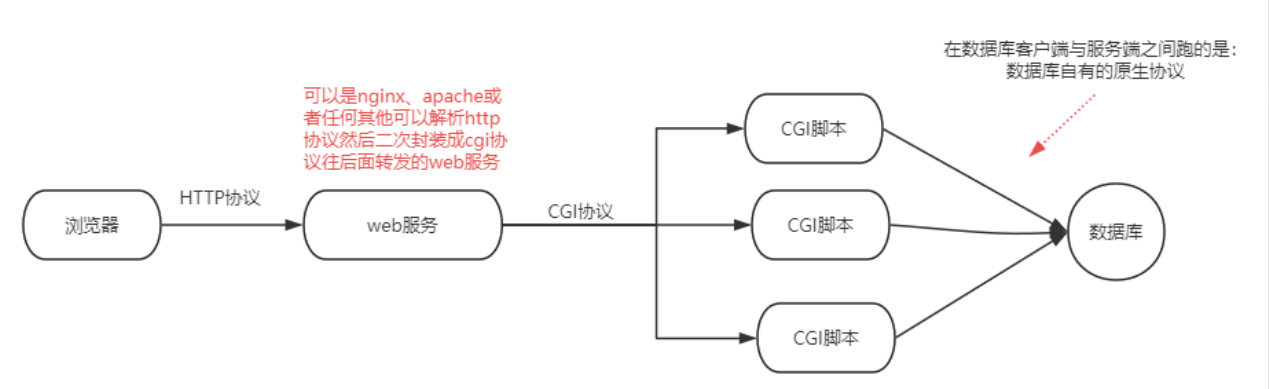 在数据库客户端与服务端之间跑的是：
数据库自有的原生协议
可以是nginx、apache或
者任何其他可以解析http
协议然后二次封装成cgi协
议往后面转发的web服务
CGI脚本
HTTP协议
CGI协议
浏览器
web服务
CGI脚本
数据库
CGI脚本